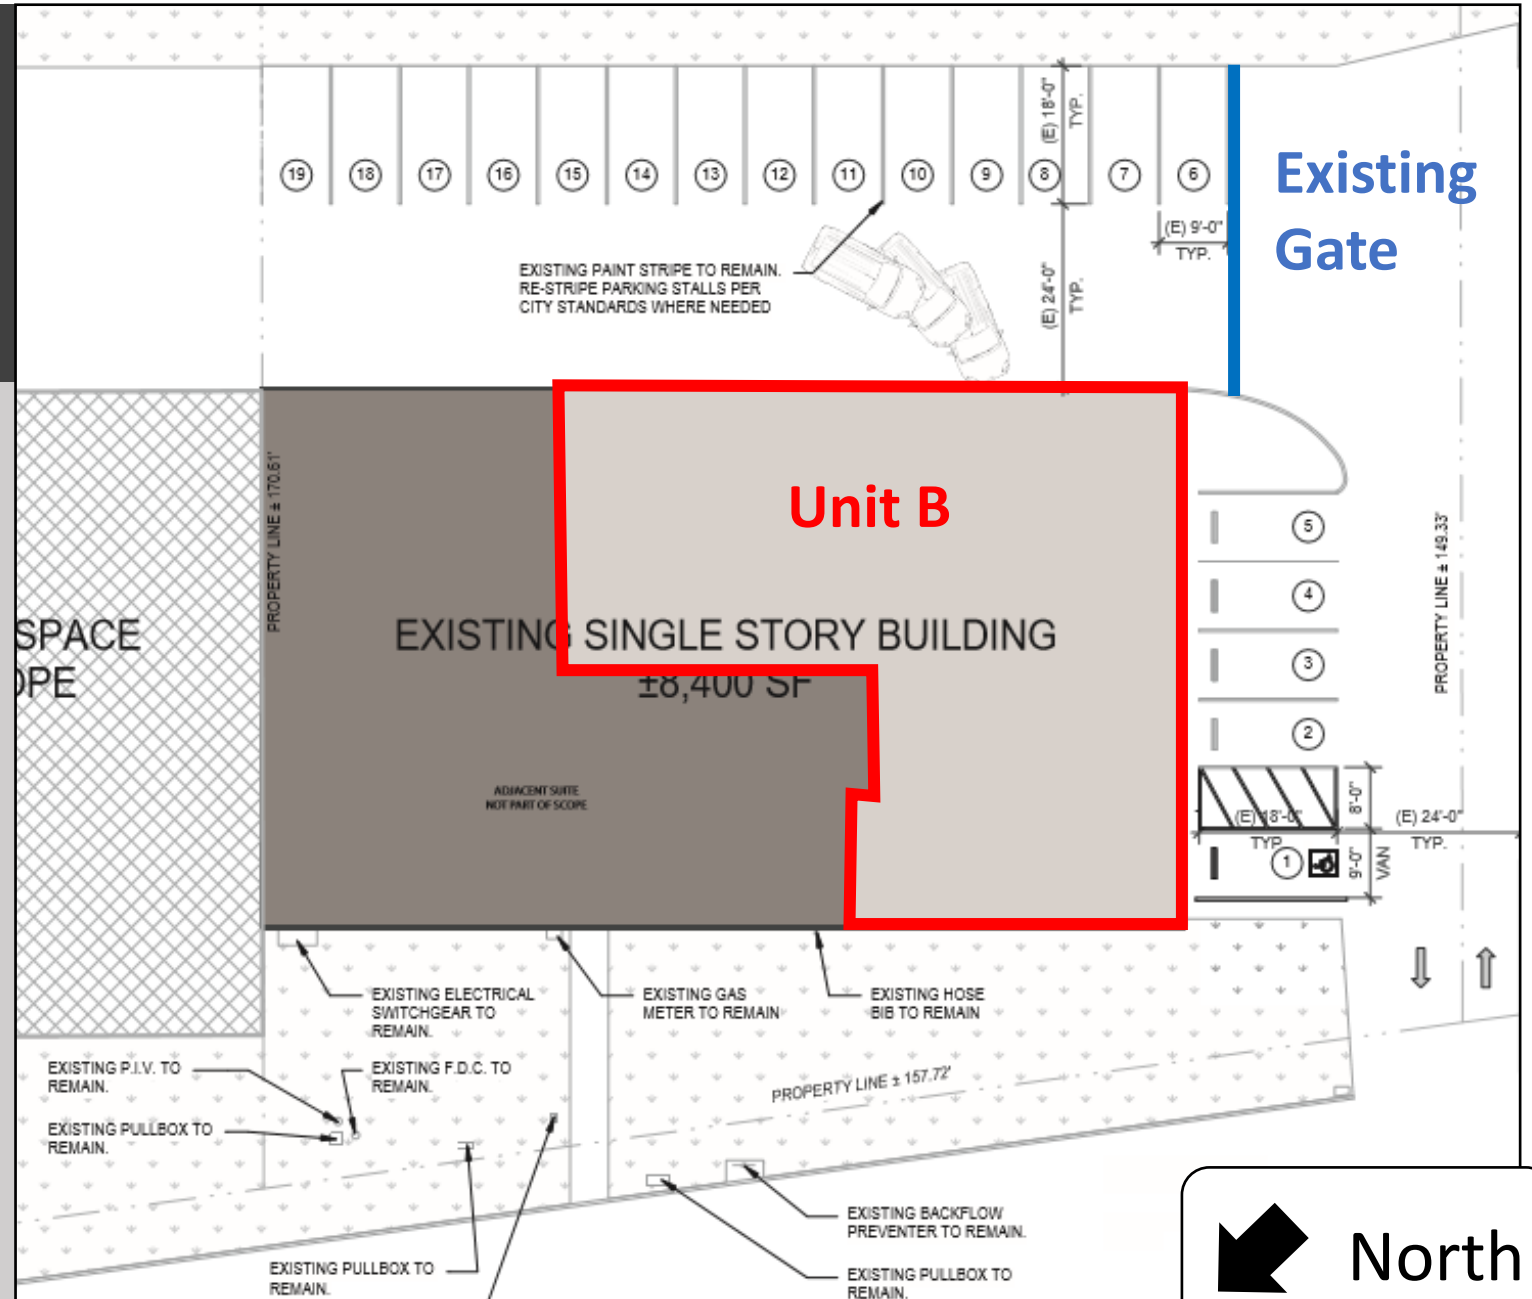 19
18
17
16
15
14
13
12
11
10
9
8
7
6
(E) 18'-0"
TYP.
Existing
Gate
(E) 9'-0"
TYP.
EXISTING PAINT STRIPE TO REMAIN.
RE-STRIPE PARKING STALLS PER
CITY STANDARDS WHERE NEEDED
(E) 24'-0"
TYP.
PROPERTY LINE ± 170.61'
Unit B
5
4
3
2
PROPERTY LINE ± 149.33'
SPACE
OPE
EXISTING SINGLE STORY BUILDING
±8,400 SF
ADJACENT SUITE
NOT PART OF SCOPE
(E) 18'-0"
TYP.
8'-0"
(E) 24'-0"
TYP.
1
9'-0"
VAN
EXISTING ELECTRICAL
SWITCHGEAR TO
REMAIN.
EXISTING GAS
METER TO REMAIN
EXISTING HOSE
BIB TO REMAIN
EXISTING P.I.V. TO
REMAIN.
EXISTING F.D.C. TO
REMAIN.
PROPERTY LINE ± 157.72'
EXISTING PULLBOX TO
REMAIN.
EXISTING BACKFLOW
PREVENTER TO REMAIN.
EXISTING PULLBOX TO
REMAIN.
EXISTING PULLBOX TO
REMAIN.
North